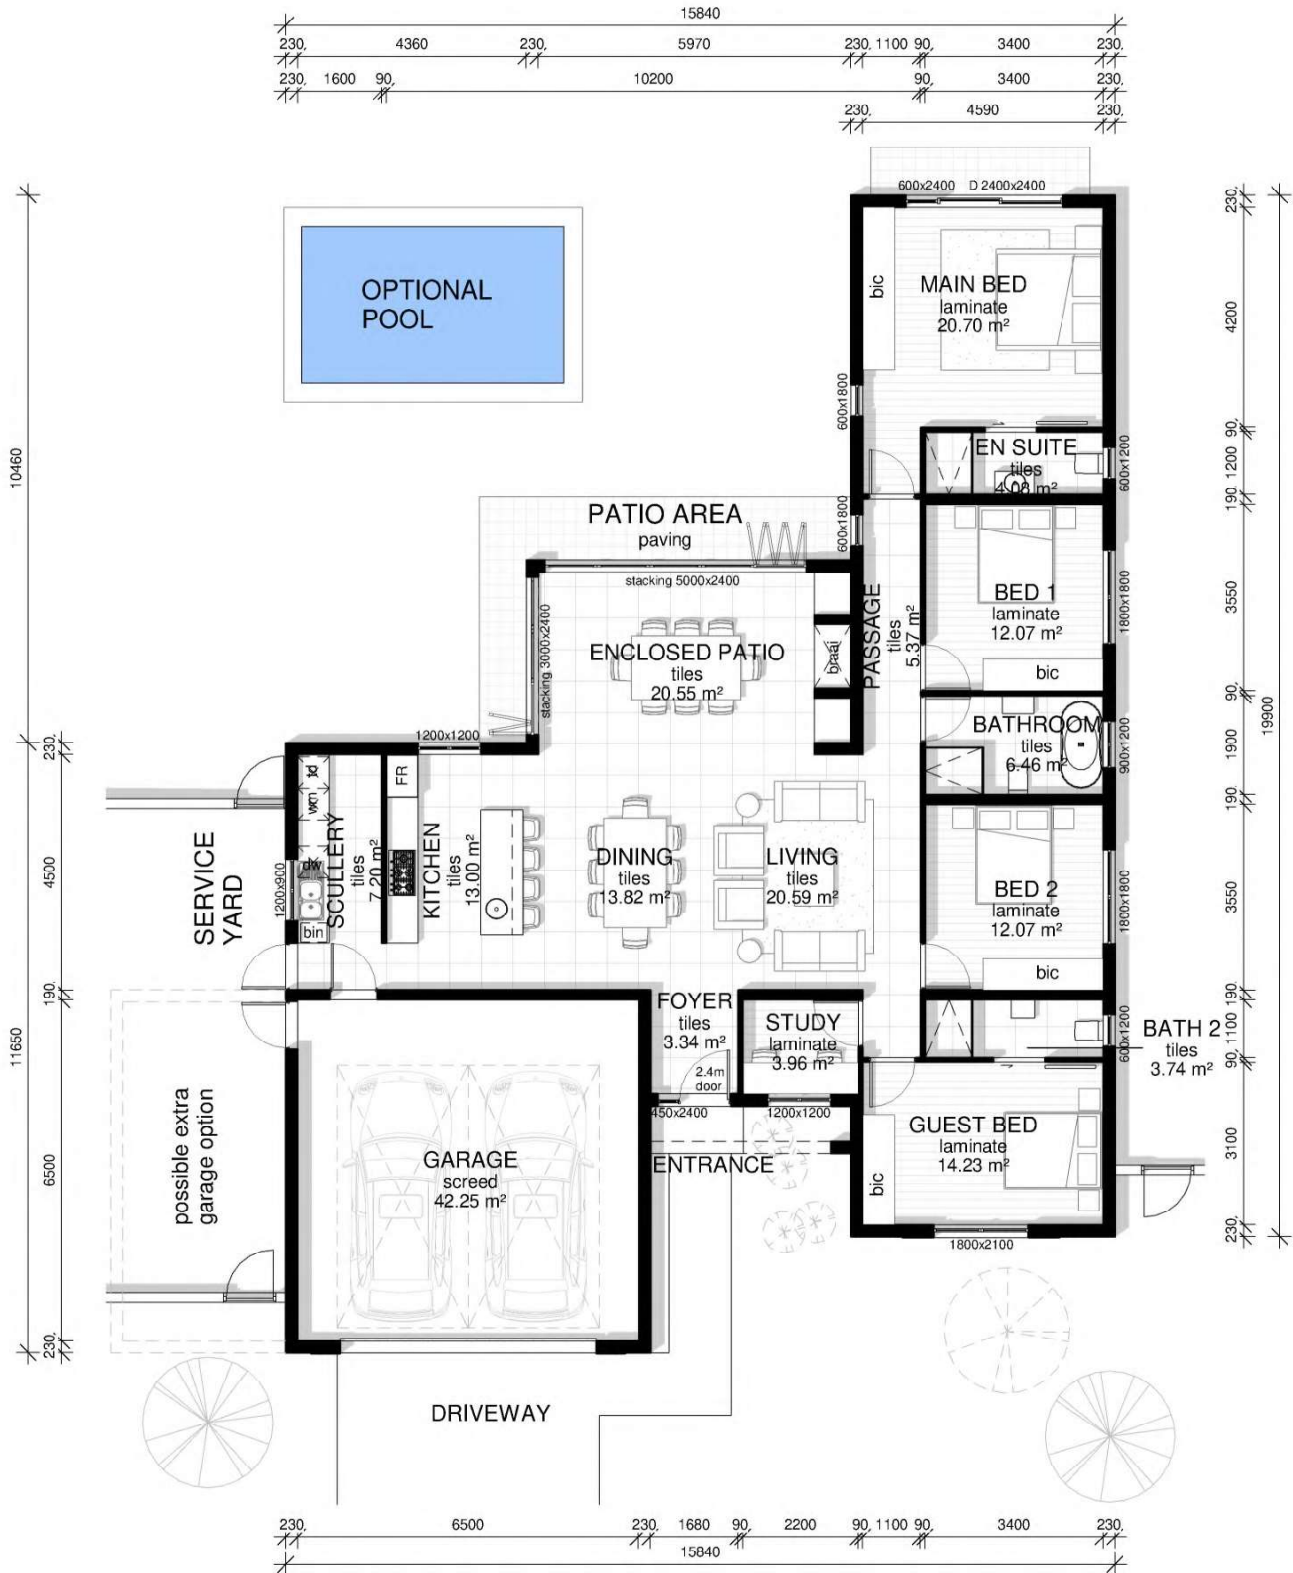 15840
230, 4360 230, 5970 230, 1100 90, 3400 230,
230, 1600 90, 10200 90, 3400 230,
230, 4590 230,
600x2400 D 2400x2400
OPTIONAL
POOL
bic
MAIN BED
laminate
20.70 m²
600x1800
EN SUITE
tiles
4.08 m²
600x1200
PATIO AREA
paving
600x1800
stacking 5000x2400
stacking 3000x2400
ENCLOSED PATIO
tiles
20.55 m²
braai
PASSAGE
tiles
5.37 m²
BED 1
laminate
12.07 m²
bic
1800x1800
1200x1200
BATHROOM
tiles
6.46 m²
900x1200
SERVICE
YARD
1200x900
td
wm
dw
bin
SCULLERY
tiles
7.20 m²
FR
KITCHEN
tiles
13.00 m²
DINING
tiles
13.82 m²
LIVING
tiles
20.59 m²
BED 2
laminate
12.07 m²
bic
1800x1800
FOYER
tiles
3.34 m²
2.4m
door
450x2400
STUDY
laminate
3.96 m²
1200x1200
600x1200
BATH 2
tiles
3.74 m²
possible extra
garage option
GARAGE
screed
42.25 m²
ENTRANCE
GUEST BED
laminate
14.23 m²
bic
1800x2100
DRIVEWAY
10460
11650
230,
4500
190,
6500
230,
230,
4200
90,
1200
190,
3550
90,
1900
190,
3550
190,
1100
90,
3100
230,
19900
230, 6500 230, 1680 90, 2200 90, 1100 90, 3400 230,
15840